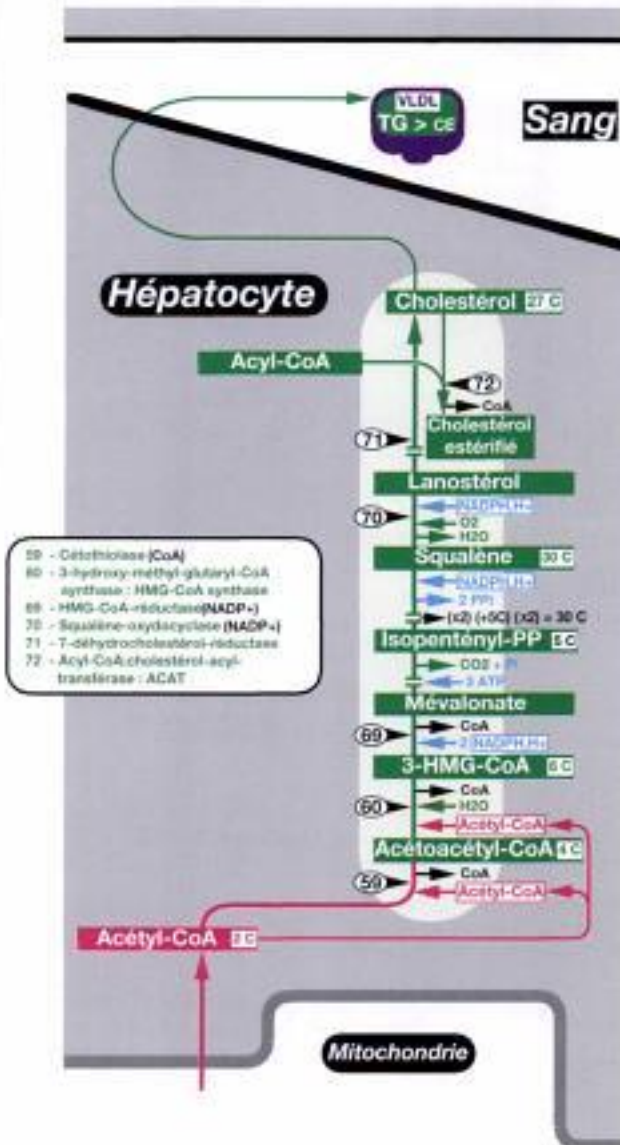 VLDL
TG > CE
Sang
Hépatocyte
Cholestérol 27 C
Acyl-CoA
72
CoA
Cholestérol
estérifié
71
Lanostérol
NADPH,H+
70
O2
H2O
Squalène 30 C
NADPH,H+
2 PPi
(x2) (+5C) (x2) = 30 C
Isopentényl-PP 5 C
CO2 + Pi
3 ATP
Mévalonate
CoA
69
2 NADPH,H+
3-HMG-CoA 6 C
CoA
60
H2O
Acétyl-CoA
Acétoacétyl-CoA 4 C
CoA
59
Acétyl-CoA
Acétyl-CoA 2 C
Mitochondrie
59 - Cétothiolase (CoA)
60 - 3-hydroxy-méthyl-glutaryl-CoA
synthase : HMG-CoA synthase
69 - HMG-CoA-réductase(NADP+)
70 - Squalène-oxydocyclase (NADP+)
71 - 7-déhydrocholestérol-réductase
72 - Acyl-CoA:cholestérol-acyl-
transférase : ACAT